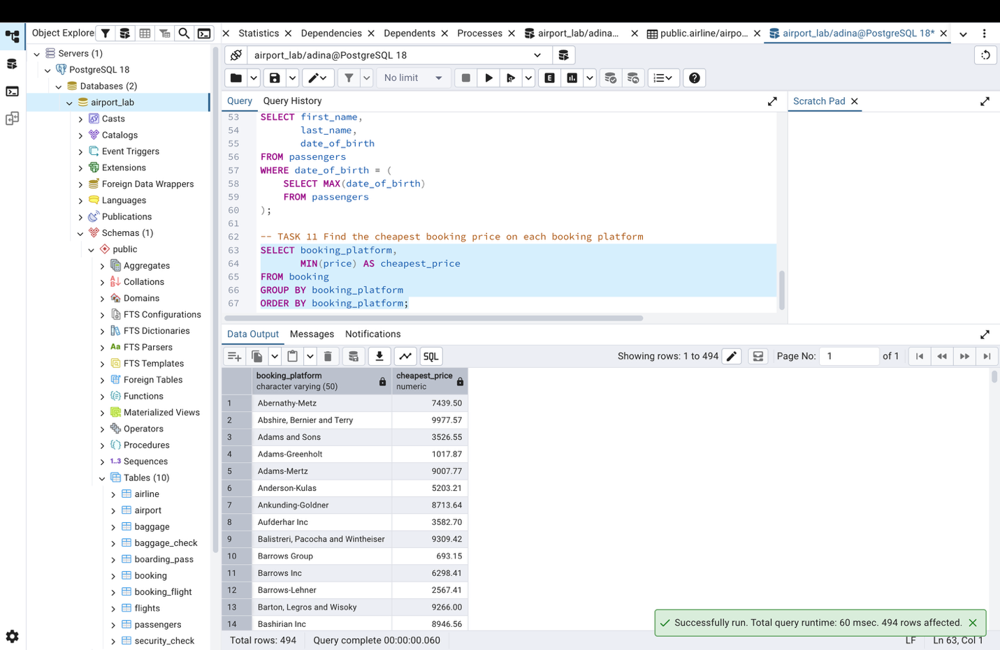 Object Explore
Statistics
Dependencies
Dependents
Processes
airport_lab/adina...
public.airline/airpo...
airport_lab/adina@PostgreSQL 18*
Servers (1)
PostgreSQL 18
Databases (2)
airport_lab
Casts
Catalogs
Event Triggers
Extensions
Foreign Data Wrappers
Languages
Publications
Schemas (1)
public
Aggregates
Collations
Domains
FTS Configurations
FTS Dictionaries
Aa FTS Parsers
FTS Templates
Foreign Tables
Functions
Materialized Views
Operators
Procedures
1..3 Sequences
Tables (10)
airline
airport
baggage
baggage_check
boarding_pass
booking
booking_flight
flights
passengers
security_check
airport_lab/adina@PostgreSQL 18
No limit
E
Query
Query History
Scratch Pad
53 SELECT first_name,
54 last_name,
55 date_of_birth
56 FROM passengers
57 WHERE date_of_birth = (
58 SELECT MAX(date_of_birth)
59 FROM passengers
60 );
61
62 -- TASK 11 Find the cheapest booking price on each booking platform
63 SELECT booking_platform,
64 MIN(price) AS cheapest_price
65 FROM booking
66 GROUP BY booking_platform
67 ORDER BY booking_platform;
Data Output
Messages
Notifications
SQL
Showing rows: 1 to 494
Page No: 1 of 1
booking_platform
character varying (50)
cheapest_price
numeric
1 Abernathy-Metz 7439.50
2 Abshire, Bernier and Terry 9977.57
3 Adams and Sons 3526.55
4 Adams-Greenholt 1017.87
5 Adams-Mertz 9007.77
6 Anderson-Kulas 5203.21
7 Ankunding-Goldner 8713.64
8 Aufderhar Inc 3582.70
9 Balistreri, Pacocha and Wintheiser 9309.42
10 Barrows Group 693.15
11 Barrows Inc 6298.41
12 Barrows-Lehner 2567.41
13 Barton, Legros and Wisoky 9266.00
14 Bashirian Inc 8946.56
Successfully run. Total query runtime: 60 msec. 494 rows affected.
Total rows: 494
Query complete 00:00:00.060
LF
Ln 63, Col 1